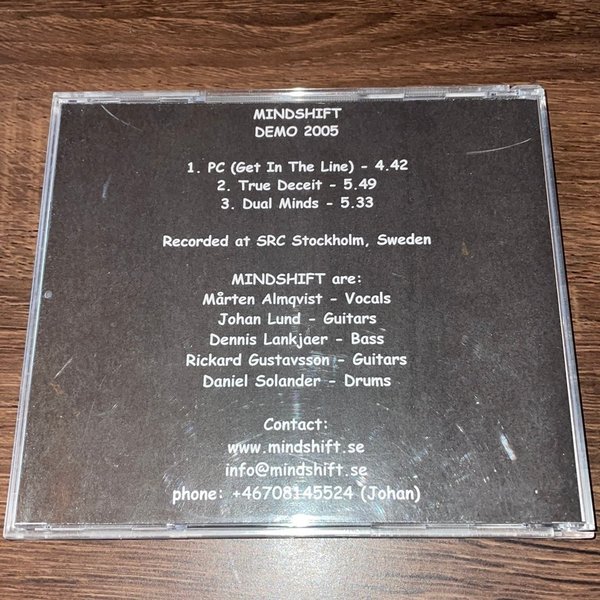 MINDSHIFT
DEMO 2005
1. PC (Get In The Line) - 4.42
2. True Deceit - 5.49
3. Dual Minds - 5.33
Recorded at SRC Stockholm, Sweden
MINDSHIFT are:
Mårten Almqvist - Vocals
Johan Lund - Guitars
Dennis Lankjaer - Bass
Rickard Gustavsson - Guitars
Daniel Solander - Drums
Contact:
www.mindshift.se
info@mindshift.se
phone: +46708145524 (Johan)